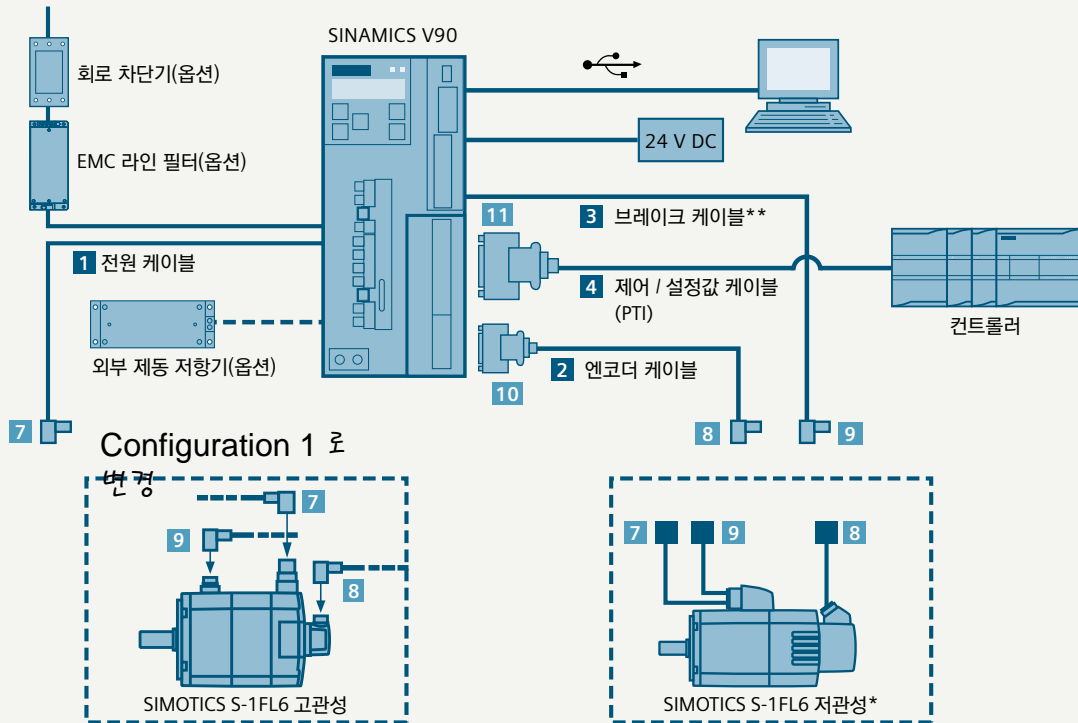 SINAMICS V90
회로 차단기(옵션)
EMC 라인 필터(옵션)
24 V DC
11
3 브레이크 케이블**
1 전원 케이블
4 제어 / 설정값 케이블
(PTI)
컨트롤러
외부 제동 저항기(옵션)
2 엔코더 케이블
10
7
8
9
Configuration 1 로
변경
7
9
8
SIMOTICS S-1FL6 고관성
7
9
8
SIMOTICS S-1FL6 저관성*